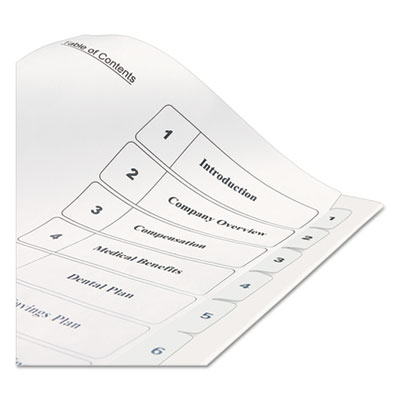 Table of Contents
1 Introduction
2 Company Overview
3 Compensation
4 Medical Benefits
Dental Plan
Savings Plan
1
2
3
4
5
6